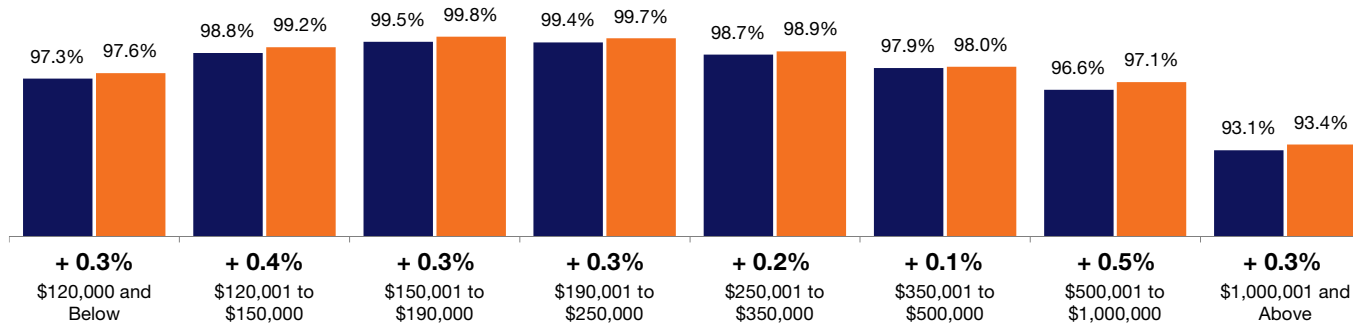 97.3% 97.6% 98.8% 99.2% 99.5% 99.8% 99.4% 99.7% 98.7% 98.9% 97.9% 98.0% 96.6% 97.1% 93.1% 93.4%
+ 0.3% + 0.4% + 0.3% + 0.3% + 0.2% + 0.1% + 0.5% + 0.3%
$120,000 and $120,001 to $150,001 to $190,001 to $250,001 to $350,001 to $500,001 to $1,000,001 and
Below $150,000 $190,000 $250,000 $350,000 $500,000 $1,000,000 Above